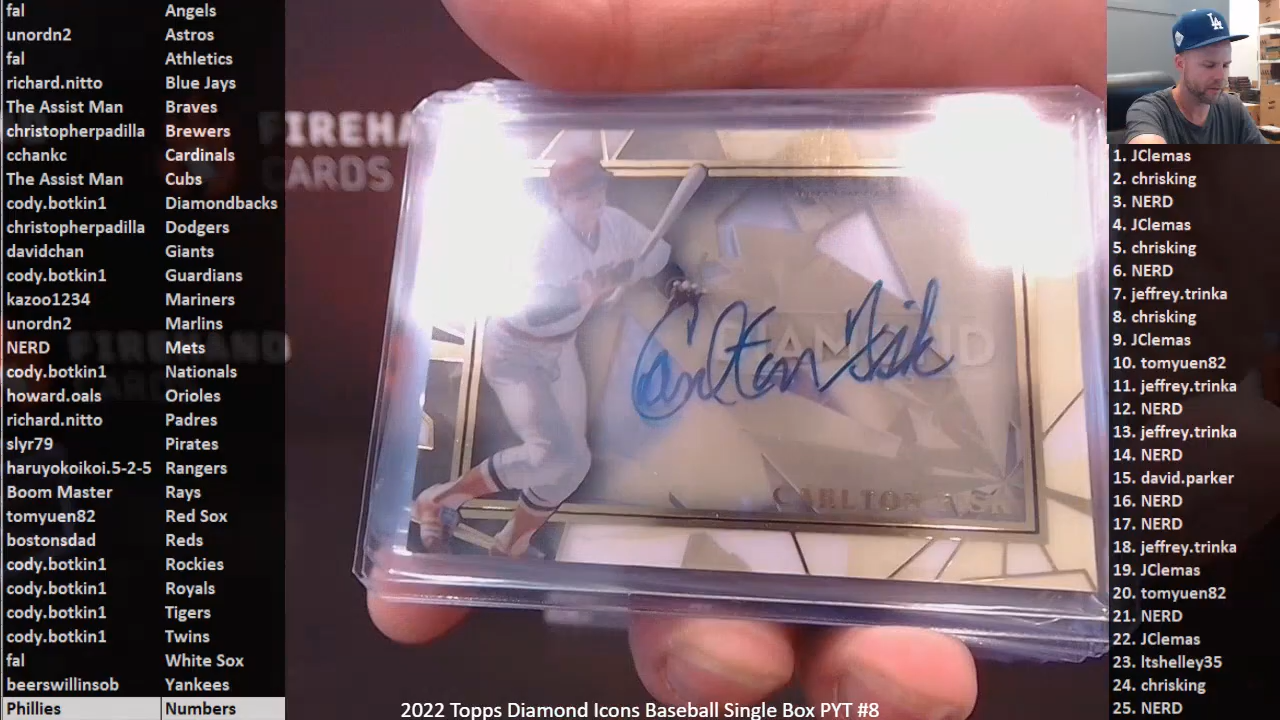 fal Angels
unordn2 Astros
fal Athletics
richard.nitto Blue Jays
The Assist Man Braves
christopherpadilla Brewers
cchankc Cardinals
The Assist Man Cubs
cody.botkin1 Diamondbacks
christopherpadilla Dodgers
davidchan Giants
cody.botkin1 Guardians
kazoo1234 Mariners
unordn2 Marlins
NERD Mets
cody.botkin1 Nationals
howard.oals Orioles
richard.nitto Padres
slyr79 Pirates
haruyokoikoi.5-2-5 Rangers
Boom Master Rays
tomyuen82 Red Sox
bostonsdad Reds
cody.botkin1 Rockies
cody.botkin1 Royals
cody.botkin1 Tigers
cody.botkin1 Twins
fal White Sox
beerswillinsob Yankees
Phillies Numbers
FIREHA
CARDS
FIREHAND
DIAMOND
Carlton Fisk
CARLTON FISK
2022 Topps Diamond Icons Baseball Single Box PYT #8
LA
1. JClemas
2. chrisking
3. NERD
4. JClemas
5. chrisking
6. NERD
7. jeffrey.trinka
8. chrisking
9. JClemas
10. tomyuen82
11. jeffrey.trinka
12. NERD
13. jeffrey.trinka
14. NERD
15. david.parker
16. NERD
17. NERD
18. jeffrey.trinka
19. JClemas
20. tomyuen82
21. NERD
22. JClemas
23. ltshelley35
24. chrisking
25. NERD